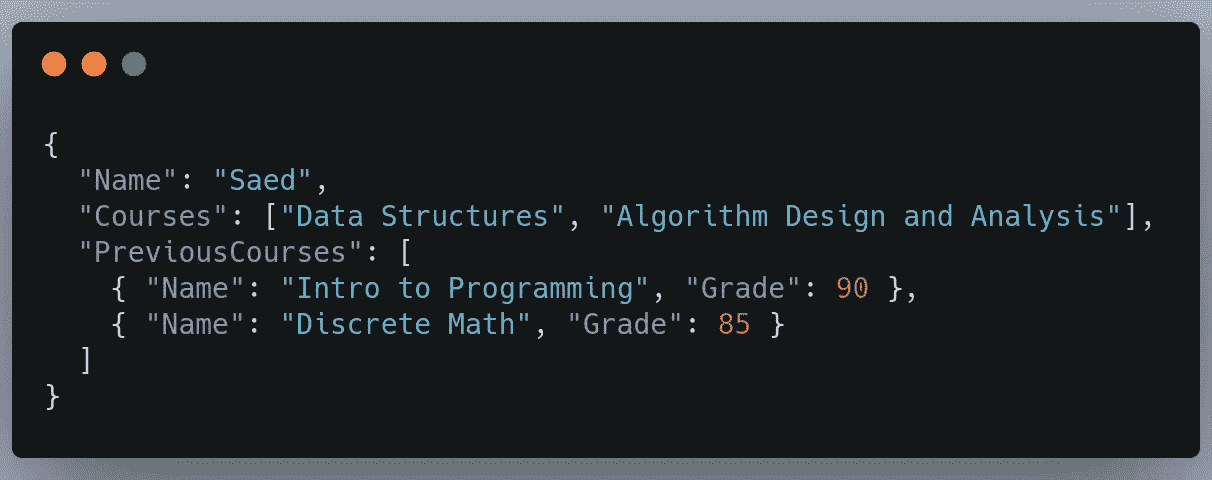 {
  "Name": "Saed",
  "Courses": ["Data Structures", "Algorithm Design and Analysis"],
  "PreviousCourses": [
    { "Name": "Intro to Programming", "Grade": 90 },
    { "Name": "Discrete Math", "Grade": 85 }
  ]
}